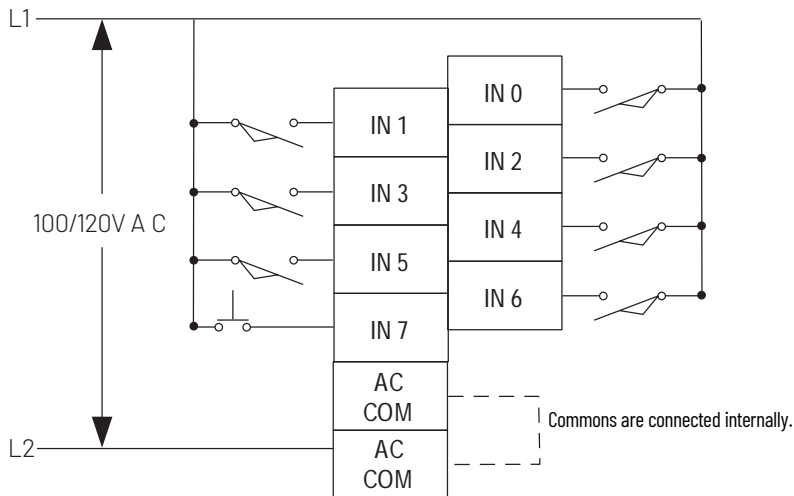 L1
IN 0
IN 1
IN 2
IN 3
100/120V A C
IN 4
IN 5
IN 6
IN 7
AC
COM
Commons are connected internally.
L2
AC
COM